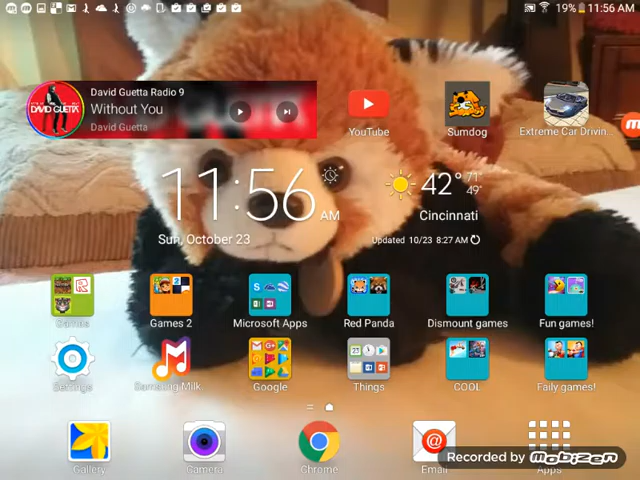 19% 11:56 AM
David Guetta Radio 9
Without You
David Guetta
DAVID GUETTA
YouTube
Sumdog
Extreme Car Drivin..
11:56 AM
Sun, October 23
42° 71°
49°
Cincinnati
Updated 10/23 8:27 AM
Games
Games 2
Microsoft Apps
Red Panda
Dismount games
Fun games!
Settings
Samsung Milk..
Google
Things
COOL
Faily games!
Gallery
Camera
Chrome
Email
Apps
Recorded by Mobizen